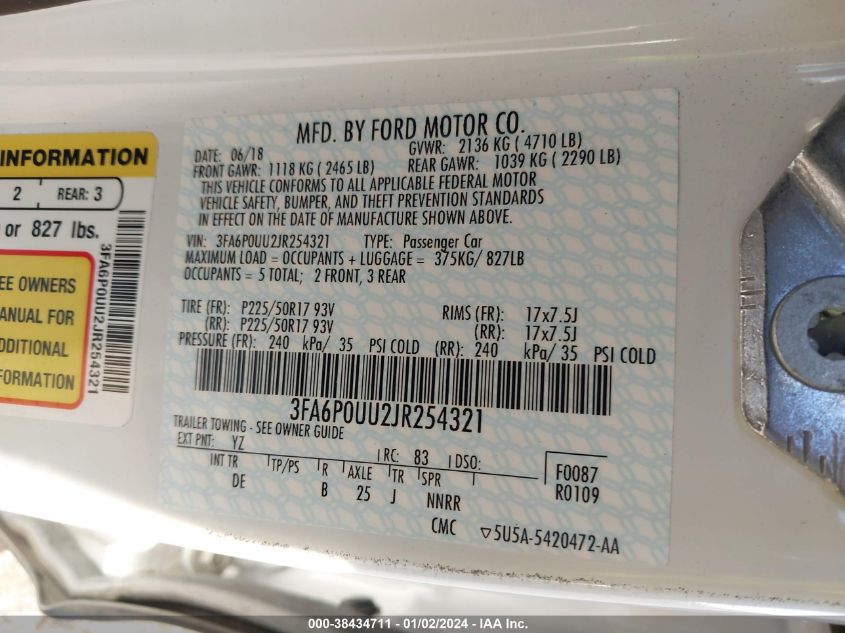 INFORMATION
2 REAR: 3
or 827 lbs.
SEE OWNERS
MANUAL FOR
ADDITIONAL
INFORMATION
3FA6P0UU2JR254321
MFD. BY FORD MOTOR CO.
DATE: 06/18 GVWR: 2136 KG ( 4710 LB)
FRONT GAWR: 1118 KG ( 2465 LB) REAR GAWR: 1039 KG ( 2290 LB)
THIS VEHICLE CONFORMS TO ALL APPLICABLE FEDERAL MOTOR
VEHICLE SAFETY, BUMPER, AND THEFT PREVENTION STANDARDS
IN EFFECT ON THE DATE OF MANUFACTURE SHOWN ABOVE.
VIN: 3FA6P0UU2JR254321 TYPE: Passenger Car
MAXIMUM LOAD = OCCUPANTS + LUGGAGE = 375KG/ 827LB
OCCUPANTS = 5 TOTAL; 2 FRONT, 3 REAR
TIRE (FR): P225/50R17 93V RIMS (FR): 17x7.5J
(RR): P225/50R17 93V (RR): 17x7.5J
PRESSURE (FR): 240 kPa/ 35 PSI COLD (RR): 240 kPa/ 35 PSI COLD
3FA6P0UU2JR254321
TRAILER TOWING - SEE OWNER GUIDE
EXT PNT: YZ RC: 83 DSO: F0087
INT TR TP/PS R AXLE TR SPR R0109
DE B 25 J NNRR
CMC ▽5U5A-5420472-AA
000-38434711 - 01/02/2024 - IAA Inc.